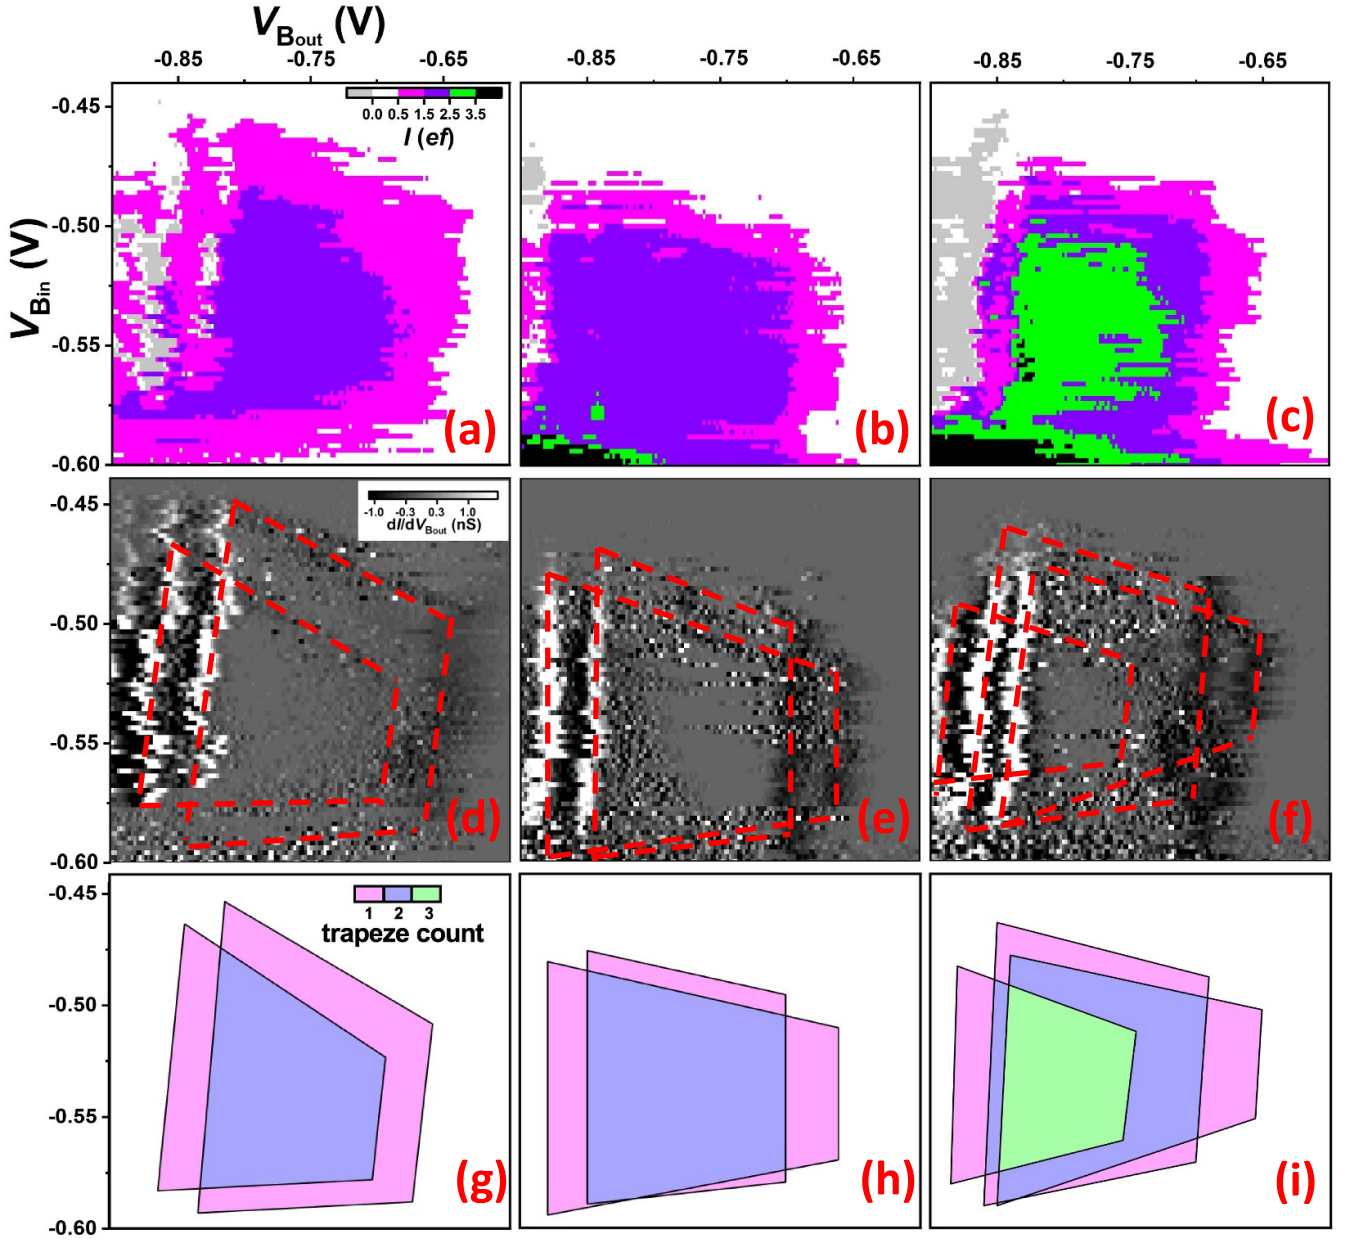 VBout (V)
-0.85 -0.75 -0.65 -0.85 -0.75 -0.65 -0.85 -0.75 -0.65
VBin (V)
-0.45
-0.50
-0.55
-0.60
0.0 0.5 1.5 2.5 3.5
I (ef)
(a)
(b)
(c)
-0.45
-0.50
-0.55
-0.60
-1.0 -0.3 0.3 1.0
dI/dVBout (nS)
(d)
(e)
(f)
-0.45
-0.50
-0.55
-0.60
1 2 3
trapeze count
(g)
(h)
(i)